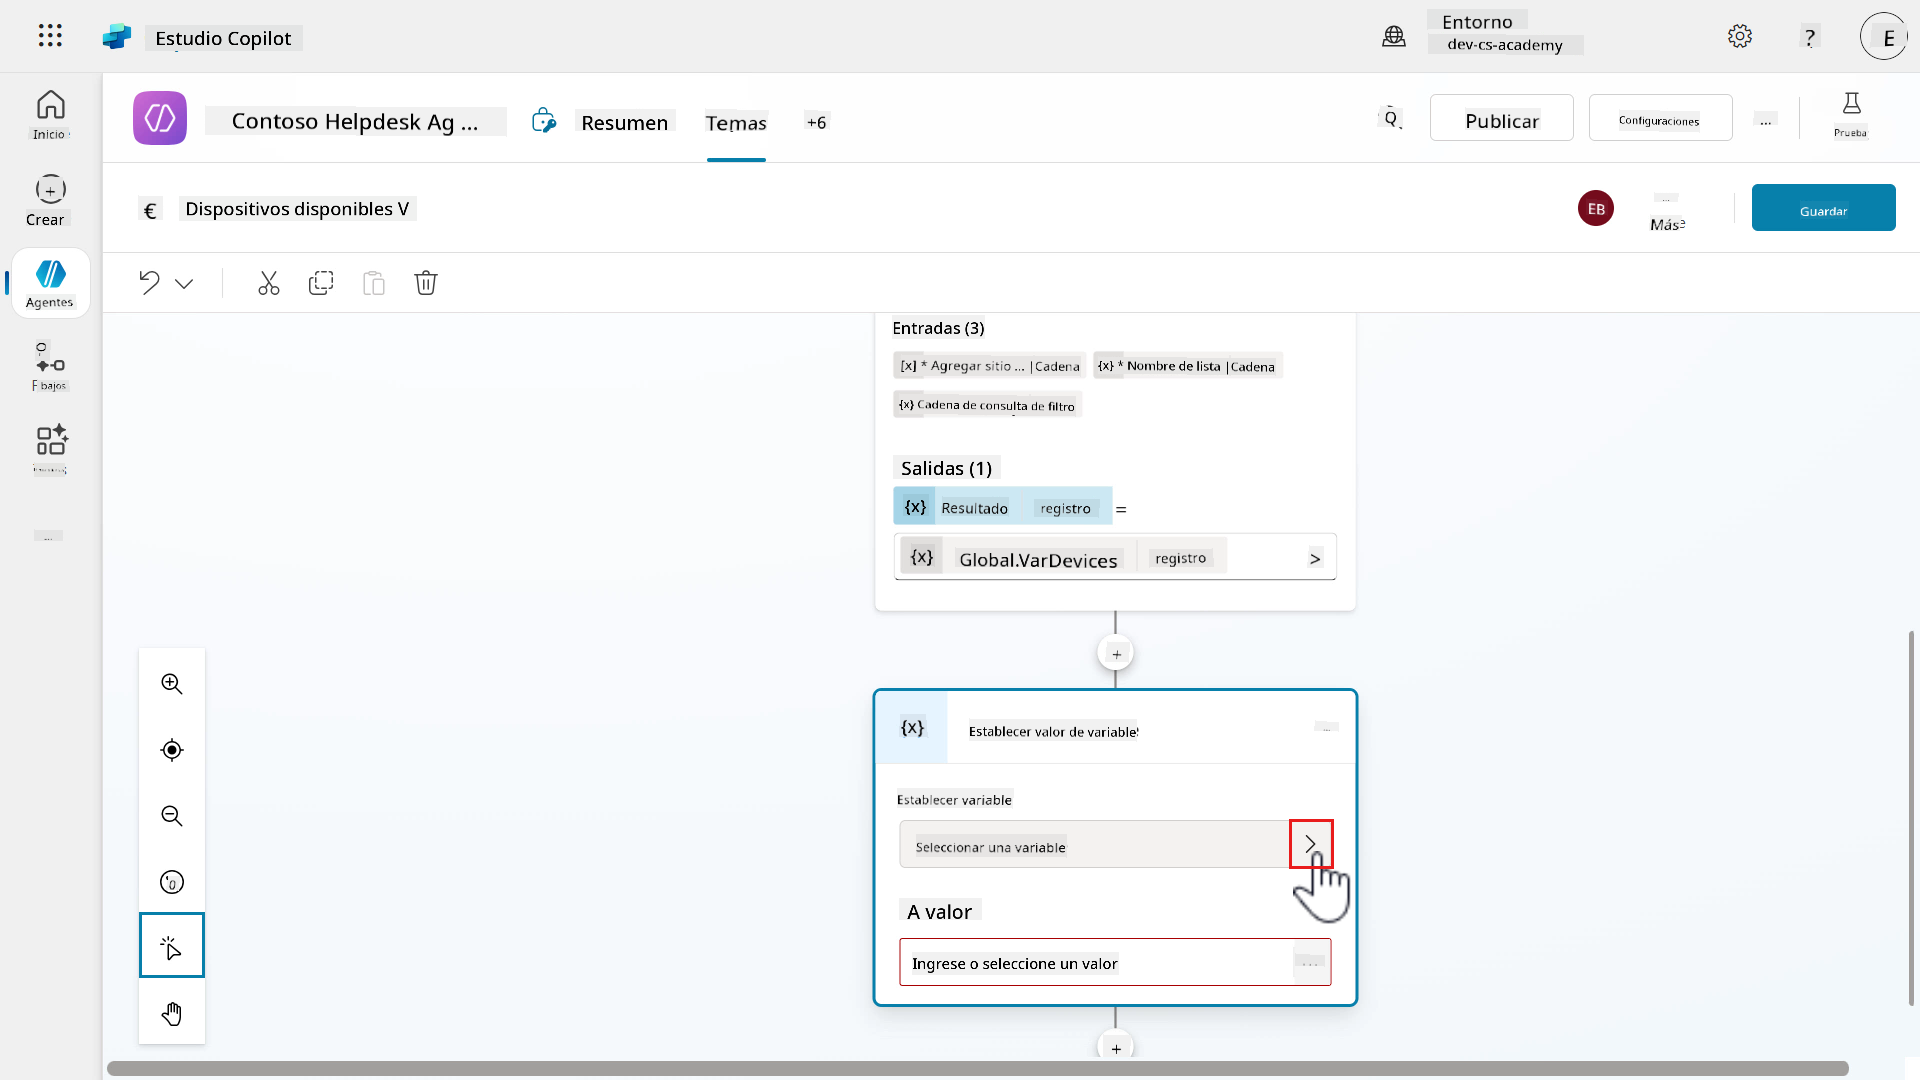 Estudio Copilot
Entorno
dev-cs-academy
?
E
Inicio
Crear
Agentes
F bajos
Contoso Helpdesk Ag ...
Resumen
Temas
+6
Publicar
Configuraciones
...
Prueba
€
Dispositivos disponibles V
EB
Más
Guardar
Entradas (3)
[x] * Agregar sitio ... |Cadena
{x} * Nombre de lista |Cadena
{x} Cadena de consulta de filtro
Salidas (1)
{x} Resultado registro =
{x} Global.VarDevices registro >
{x} Establecer valor de variable
Establecer variable
Seleccionar una variable
A valor
Ingrese o seleccione un valor